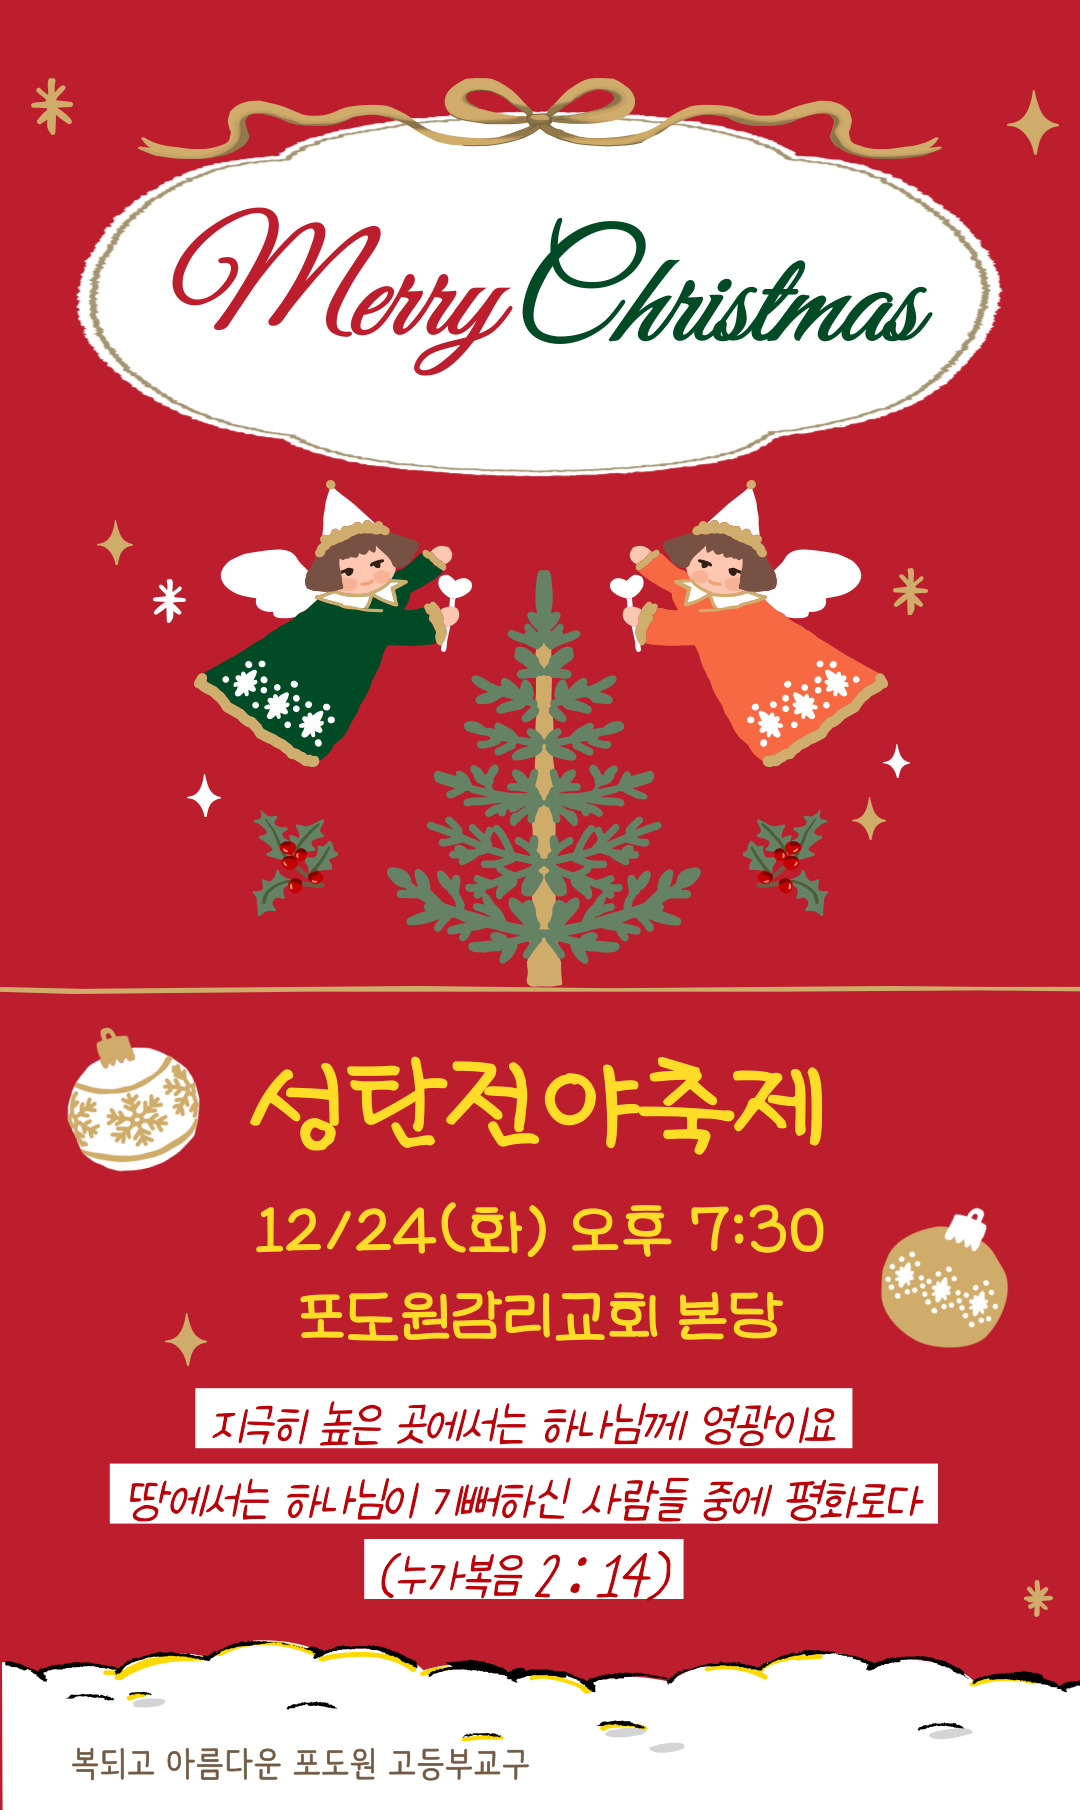 Merry Christmas
성탄전야축제
12/24(화) 오후 7:30
포도원감리교회 본당
지극히 높은 곳에서는 하나님께 영광이요
땅에서는 하나님이 기뻐하신 사람들 중에 평화로다
(누가복음 2:14)
복되고 아름다운 포도원 고등부교구